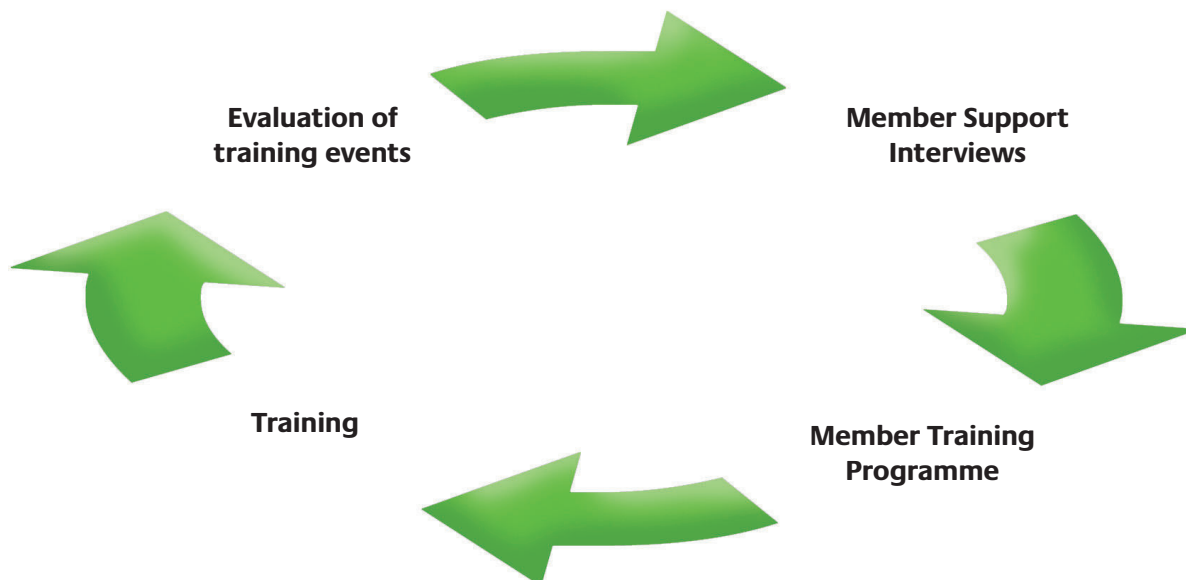 Evaluation of
training events
Member Support
Interviews
Training
Member Training
Programme